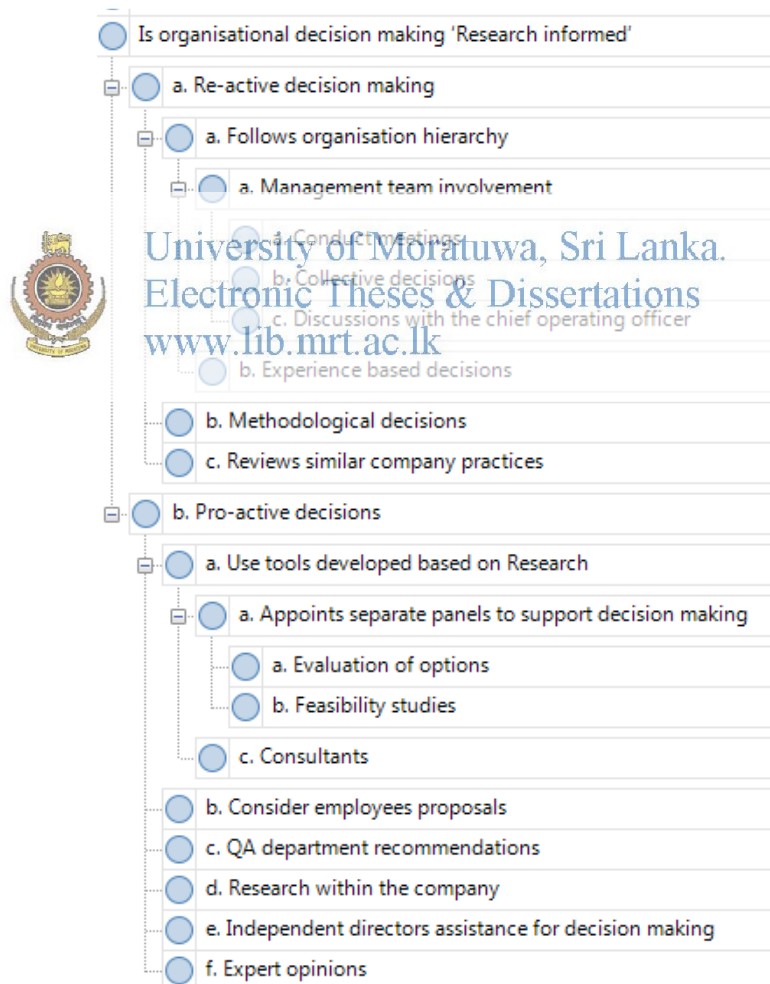 Is organisational decision making 'Research informed'
a. Re-active decision making
a. Follows organisation hierarchy
a. Management team involvement
a. Conduct meetings
University of Moratuwa, Sri Lanka.
b. Collective decisions
Electronic Theses & Dissertations
c. Discussions with the chief operating officer
www.lib.mrt.ac.lk
b. Experience based decisions
b. Methodological decisions
c. Reviews similar company practices
b. Pro-active decisions
a. Use tools developed based on Research
a. Appoints separate panels to support decision making
a. Evaluation of options
b. Feasibility studies
c. Consultants
b. Consider employees proposals
c. QA department recommendations
d. Research within the company
e. Independent directors assistance for decision making
f. Expert opinions